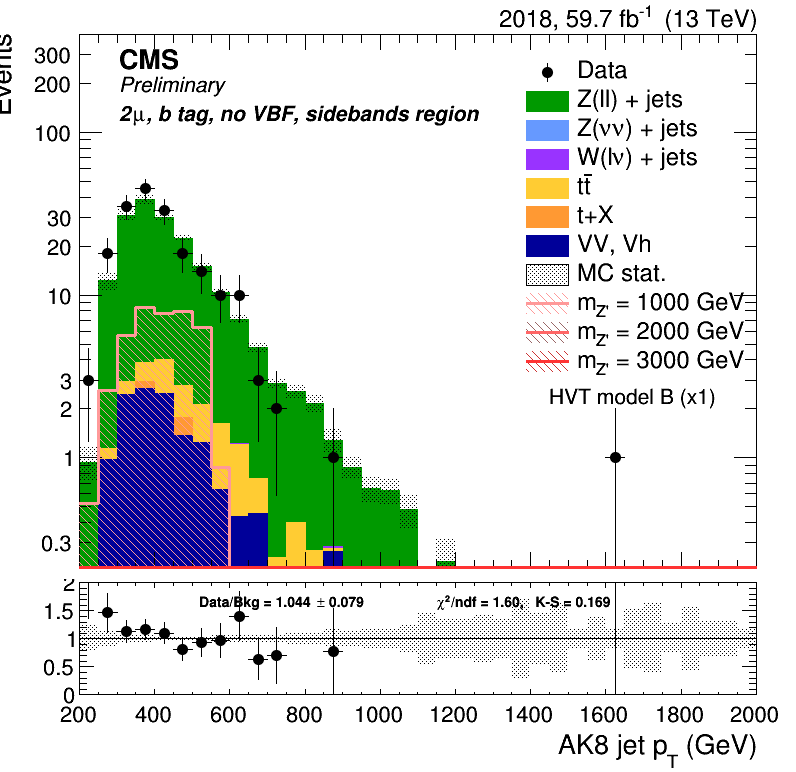 2018, 59.7 fb⁻¹ (13 TeV)
Events
CMS
Preliminary
2μ, b tag, no VBF, sidebands region
Data
Z(ll) + jets
Z(νν) + jets
W(lν) + jets
tt̄
t+X
VV, Vh
MC stat.
m_Z' = 1000 GeV
m_Z' = 2000 GeV
m_Z' = 3000 GeV
HVT model B (x1)
300
200
100
30
20
10
3
2
1
0.3
Data/Bkg = 1.044 ± 0.079
χ²/ndf = 1.60, K-S = 0.169
2
1.5
1
0.5
0
200 400 600 800 1000 1200 1400 1600 1800 2000
AK8 jet p_T (GeV)